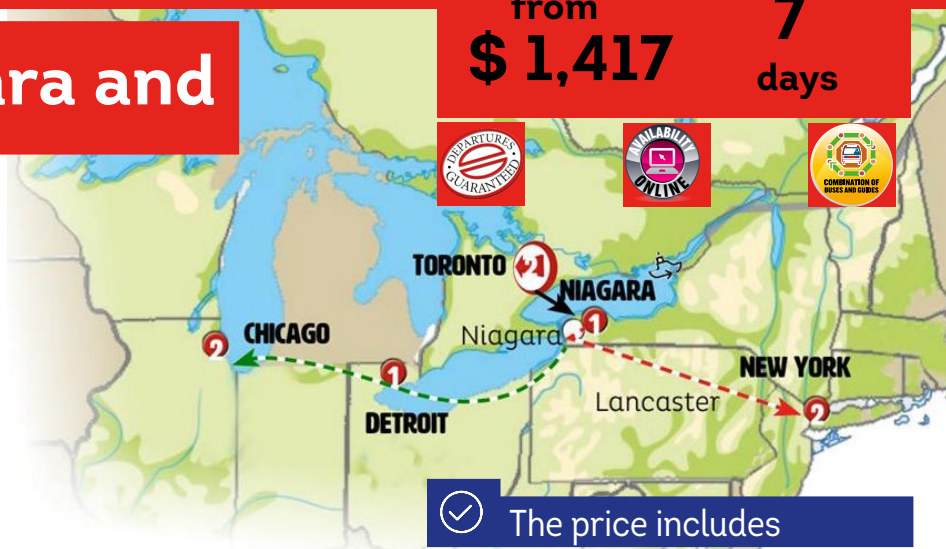 from
7
$ 1,417
days
ara and
DEPARTURES
GUARANTEED
AVAILABILITY
ONLINE
COMBINATION OF
BUSES AND GUIDES
TORONTO
2
NIAGARA
1
Niagara
2
CHICAGO
1
DETROIT
NEW YORK
Lancaster
2
The price includes